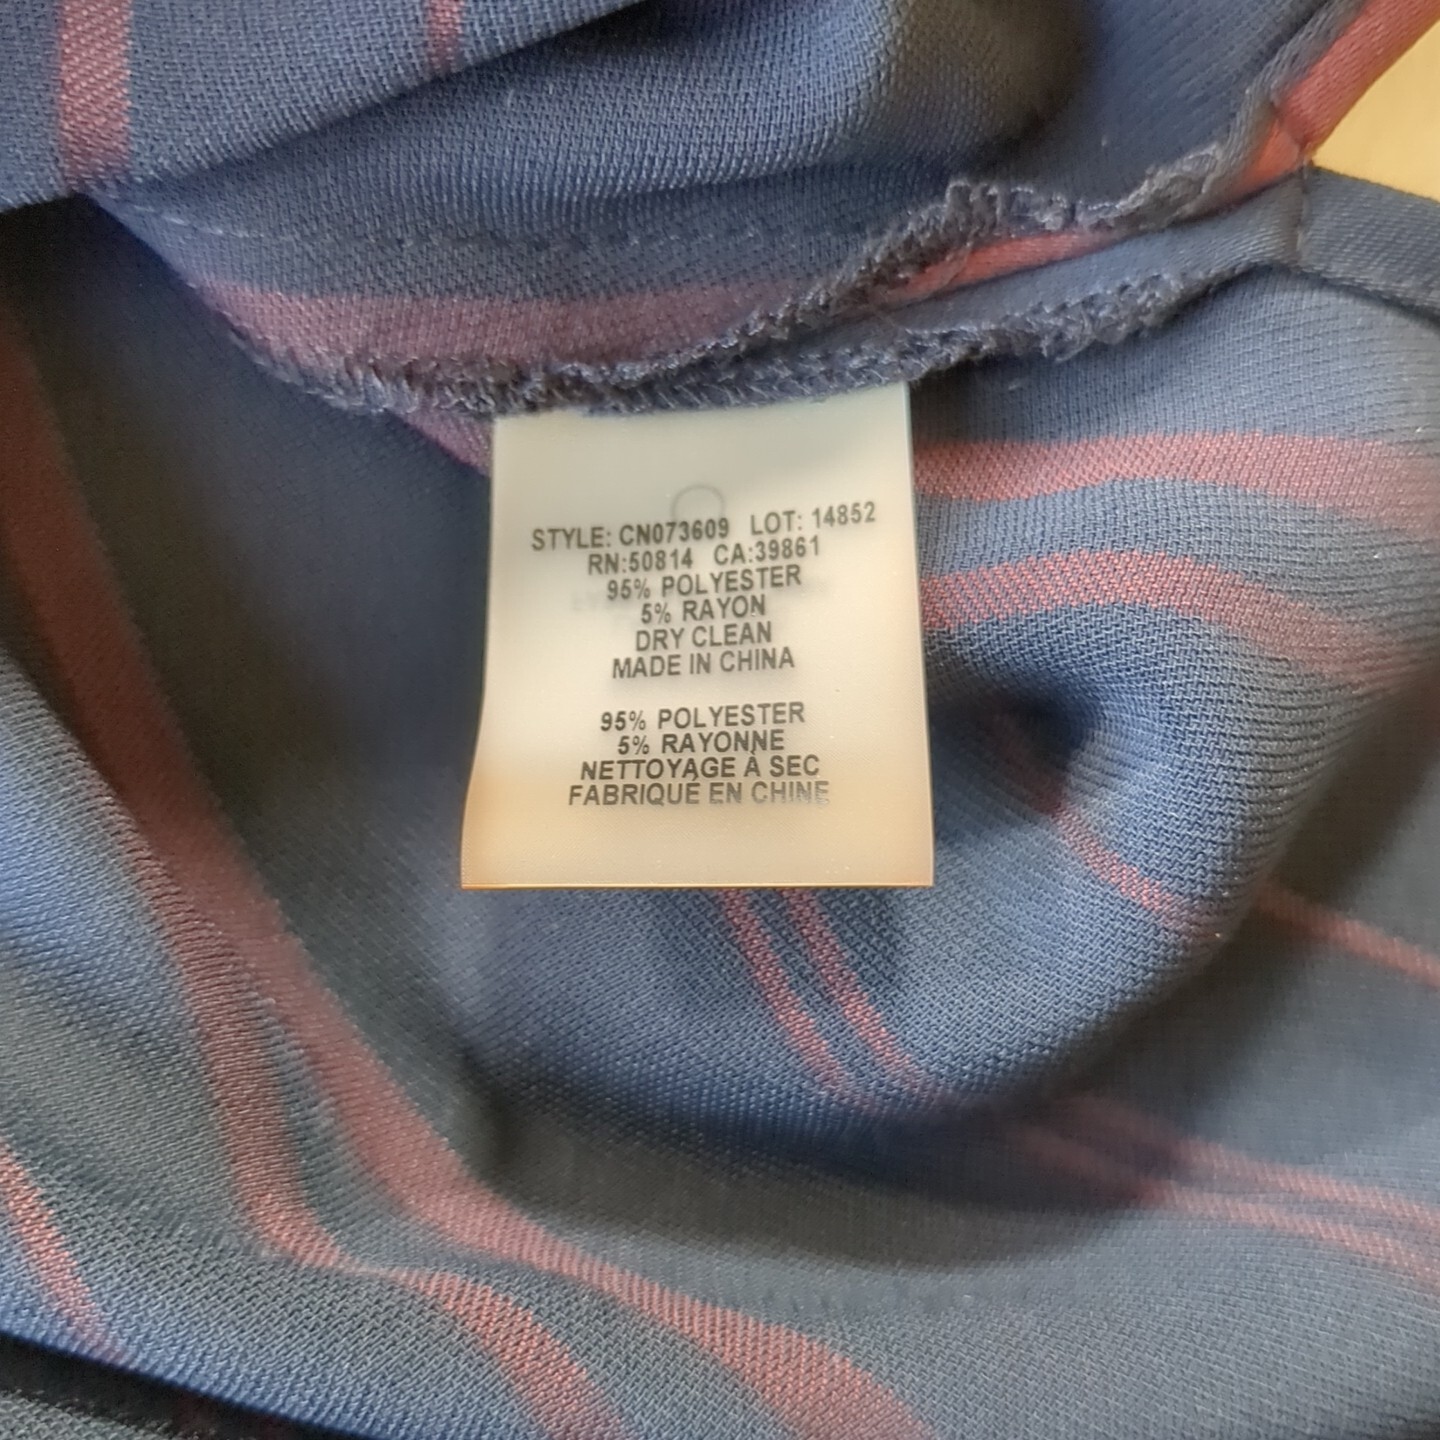 STYLE: CN073609 LOT: 14852
RN:50814 CA:39861
95% POLYESTER
5% RAYON
DRY CLEAN
MADE IN CHINA
95% POLYESTER
5% RAYONNE
NETTOYAGE À SEC
FABRIQUÉ EN CHINE